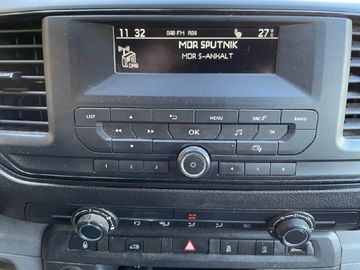 11 32 DAB FM RDS 27°C
MDR SPUTNIK
MDR S-ANHALT
DAB
LIST MENU SRC BAND
OK TA
1 2 3 4 5 6